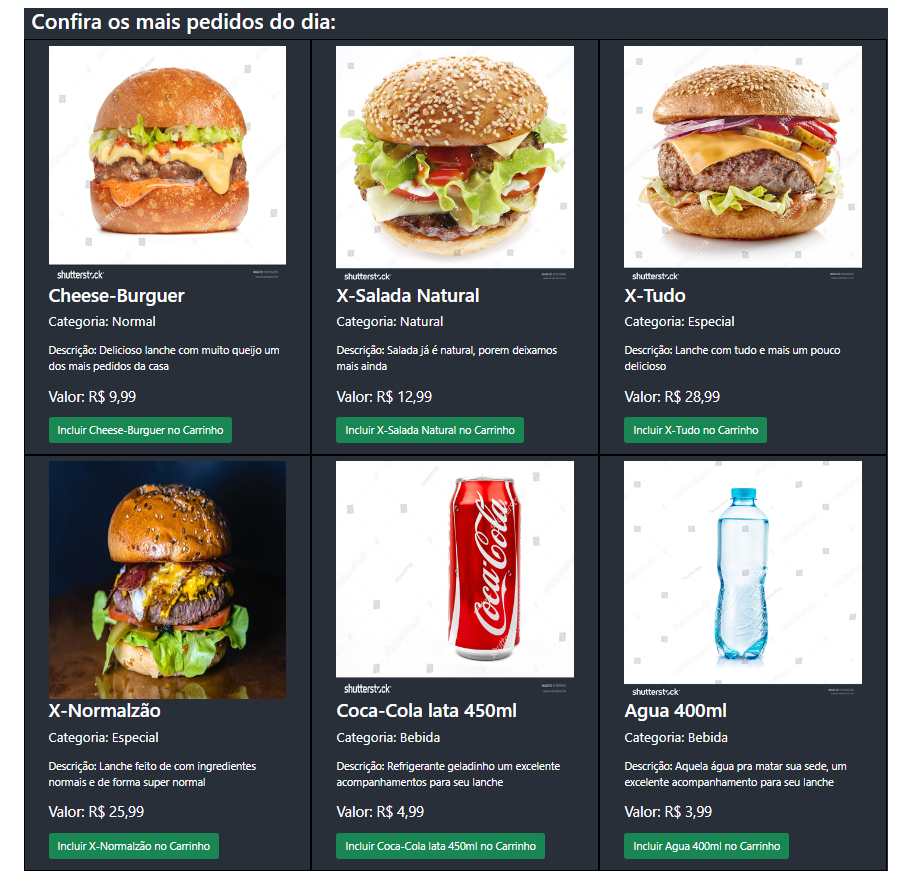 Confira os mais pedidos do dia:
shutterstock
Cheese-Burguer
Categoria: Normal
Descrição: Delicioso lanche com muito queijo um
dos mais pedidos da casa
Valor: R$ 9,99
Incluir Cheese-Burguer no Carrinho
shutterstock
X-Salada Natural
Categoria: Natural
Descrição: Salada já é natural, porem deixamos
mais ainda
Valor: R$ 12,99
Incluir X-Salada Natural no Carrinho
shutterstock
X-Tudo
Categoria: Especial
Descrição: Lanche com tudo e mais um pouco
delicioso
Valor: R$ 28,99
Incluir X-Tudo no Carrinho
X-Normalzão
Categoria: Especial
Descrição: Lanche feito de com ingredientes
normais e de forma super normal
Valor: R$ 25,99
Incluir X-Normalzão no Carrinho
Coca-Cola
shutterstock
Coca-Cola lata 450ml
Categoria: Bebida
Descrição: Refrigerante geladinho um excelente
acompanhamentos para seu lanche
Valor: R$ 4,99
Incluir Coca-Cola lata 450ml no Carrinho
shutterstock
Agua 400ml
Categoria: Bebida
Descrição: Aquela água pra matar sua sede, um
excelente acompanhamento para seu lanche
Valor: R$ 3,99
Incluir Agua 400ml no Carrinho